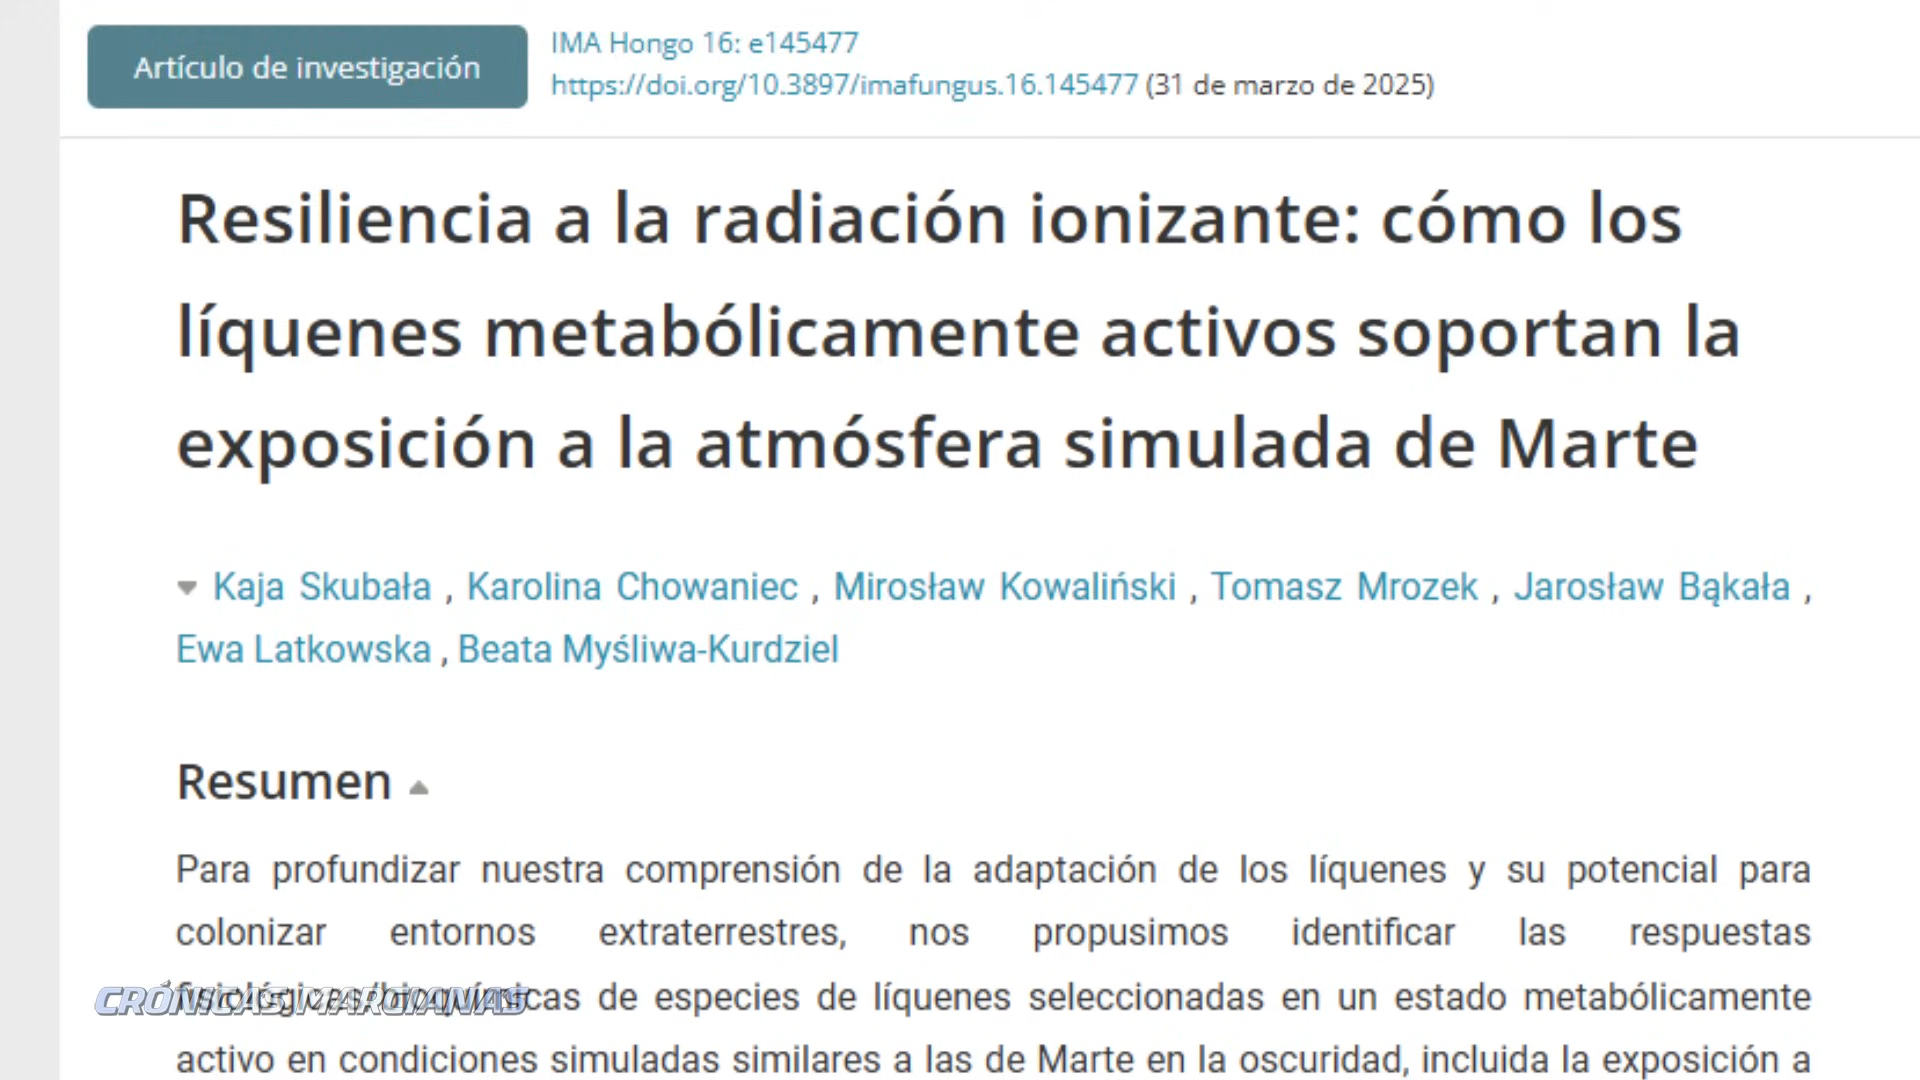 Artículo de investigación
IMA Hongo 16: e145477
https://doi.org/10.3897/imafungus.16.145477 (31 de marzo de 2025)
Resiliencia a la radiación ionizante: cómo los
líquenes metabólicamente activos soportan la
exposición a la atmósfera simulada de Marte
Kaja Skubała , Karolina Chowaniec , Mirosław Kowaliński , Tomasz Mrozek , Jarosław Bąkała ,
Ewa Latkowska , Beata Myśliwa-Kurdziel
Resumen
Para profundizar nuestra comprensión de la adaptación de los líquenes y su potencial para
colonizar entornos extraterrestres, nos propusimos identificar las respuestas
de especies de líquenes seleccionadas en un estado metabólicamente
CRÓNICAS MARCIANAS
activo en condiciones simuladas similares a las de Marte en la oscuridad, incluida la exposición a